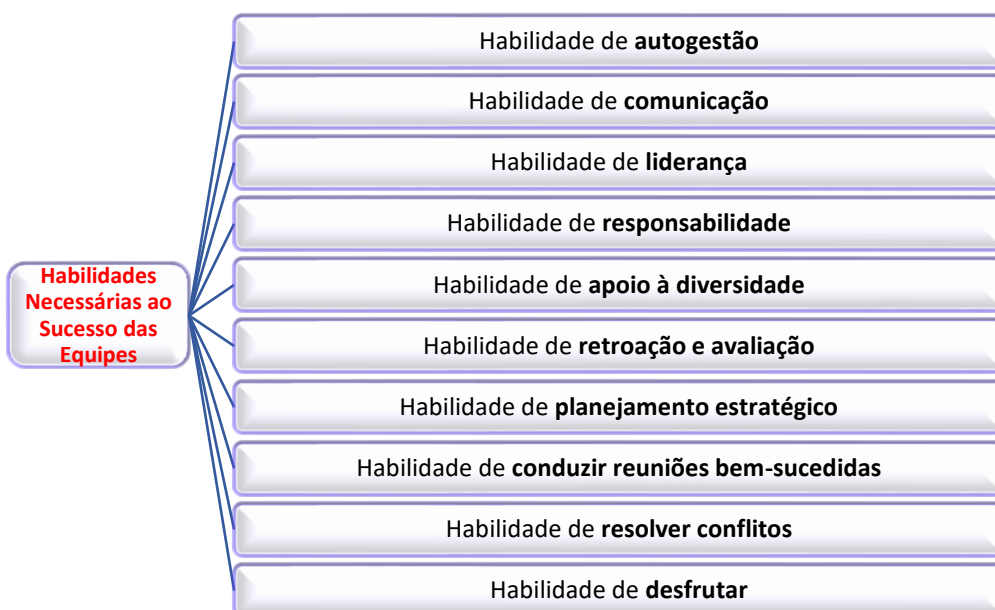 Habilidade de autogestão
Habilidade de comunicação
Habilidade de liderança
Habilidade de responsabilidade
Habilidades
Necessárias ao
Sucesso das
Equipes
Habilidade de apoio à diversidade
Habilidade de retroação e avaliação
Habilidade de planejamento estratégico
Habilidade de conduzir reuniões bem-sucedidas
Habilidade de resolver conflitos
Habilidade de desfrutar